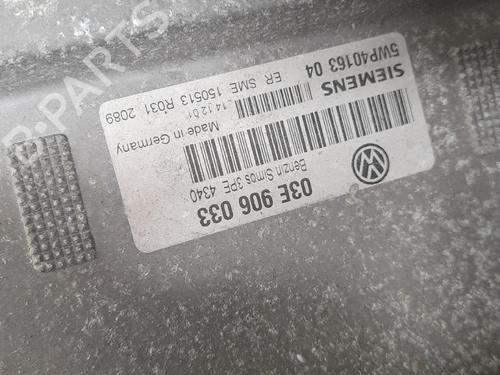 03E 906 033
Benzin Simos 3PE 4340
Made in Germany
14.12.01
ER SME 150513 R031 2089
SIEMENS
5WP40163 04
B-PARTS